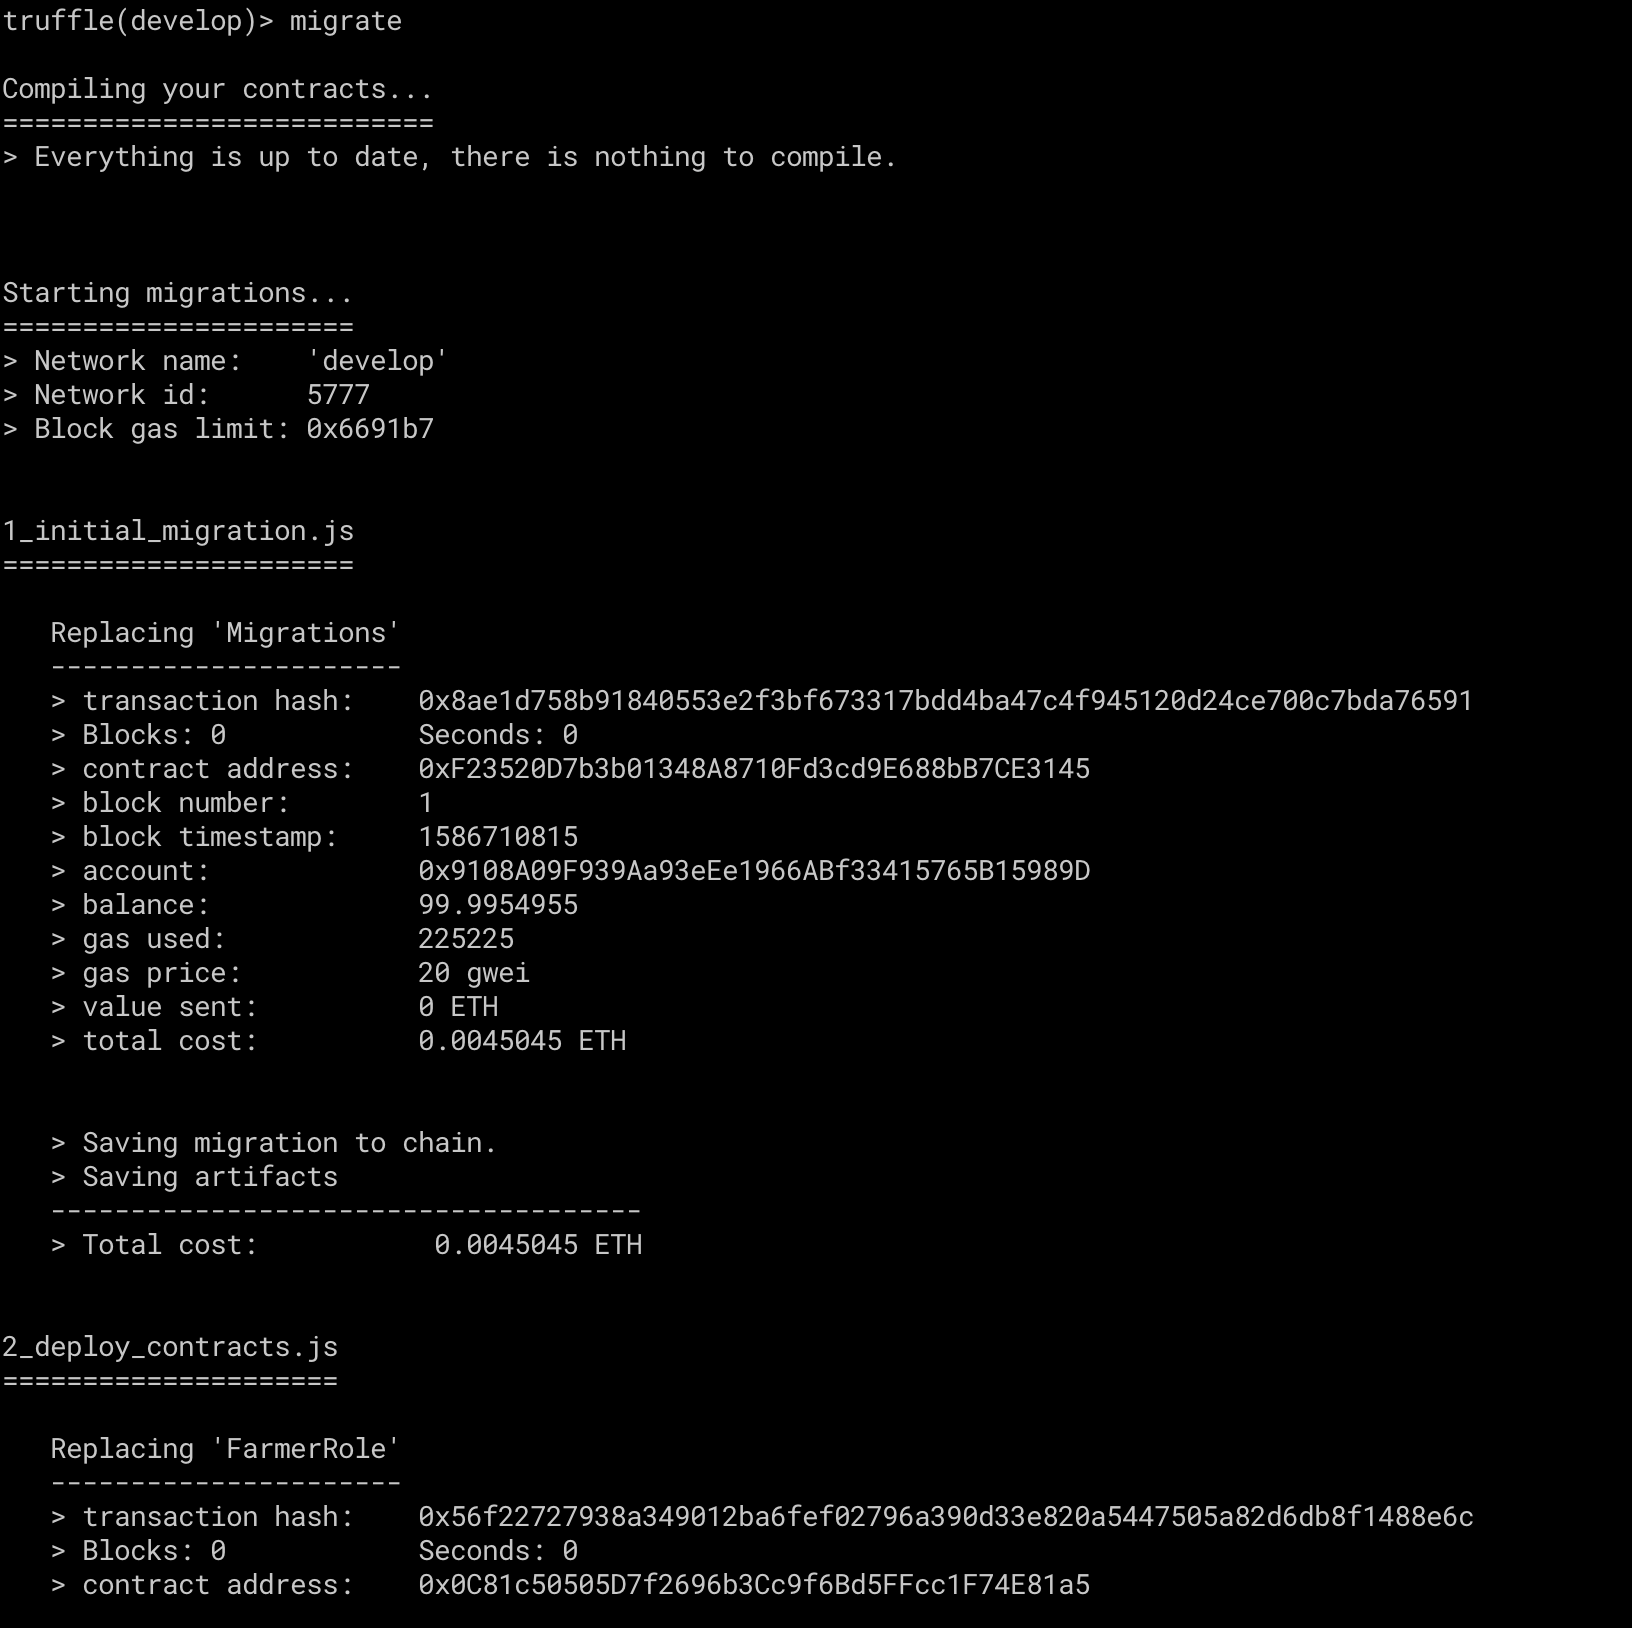 truffle(develop)> migrate
Compiling your contracts...
===========================
> Everything is up to date, there is nothing to compile.
Starting migrations...
======================
> Network name:    'develop'
> Network id:      5777
> Block gas limit: 0x6691b7
1_initial_migration.js
======================
   Replacing 'Migrations'
   ----------------------
   > transaction hash:    0x8ae1d758b91840553e2f3bf673317bdd4ba47c4f945120d24ce700c7bda76591
   > Blocks: 0            Seconds: 0
   > contract address:    0xF23520D7b3b01348A8710Fd3cd9E688bB7CE3145
   > block number:        1
   > block timestamp:     1586710815
   > account:             0x9108A09F939Aa93eEe1966ABf33415765B15989D
   > balance:             99.9954955
   > gas used:            225225
   > gas price:           20 gwei
   > value sent:          0 ETH
   > total cost:          0.0045045 ETH
   > Saving migration to chain.
   > Saving artifacts
   -------------------------------------
   > Total cost:           0.0045045 ETH
2_deploy_contracts.js
=====================
   Replacing 'FarmerRole'
   ----------------------
   > transaction hash:    0x56f22727938a349012ba6fef02796a390d33e820a5447505a82d6db8f1488e6c
   > Blocks: 0            Seconds: 0
   > contract address:    0x0C81c50505D7f2696b3Cc9f6Bd5FFcc1F74E81a5